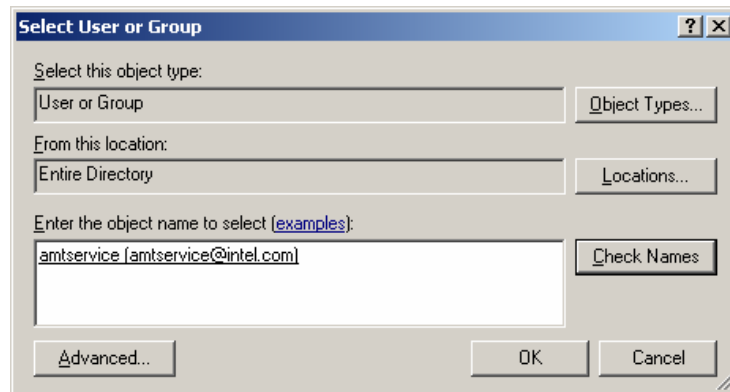 Select User or Group
Select this object type:
User or Group
Object Types...
From this location:
Entire Directory
Locations...
Enter the object name to select (examples):
amtservice (amtservice@intel.com)
Check Names
Advanced...
OK
Cancel